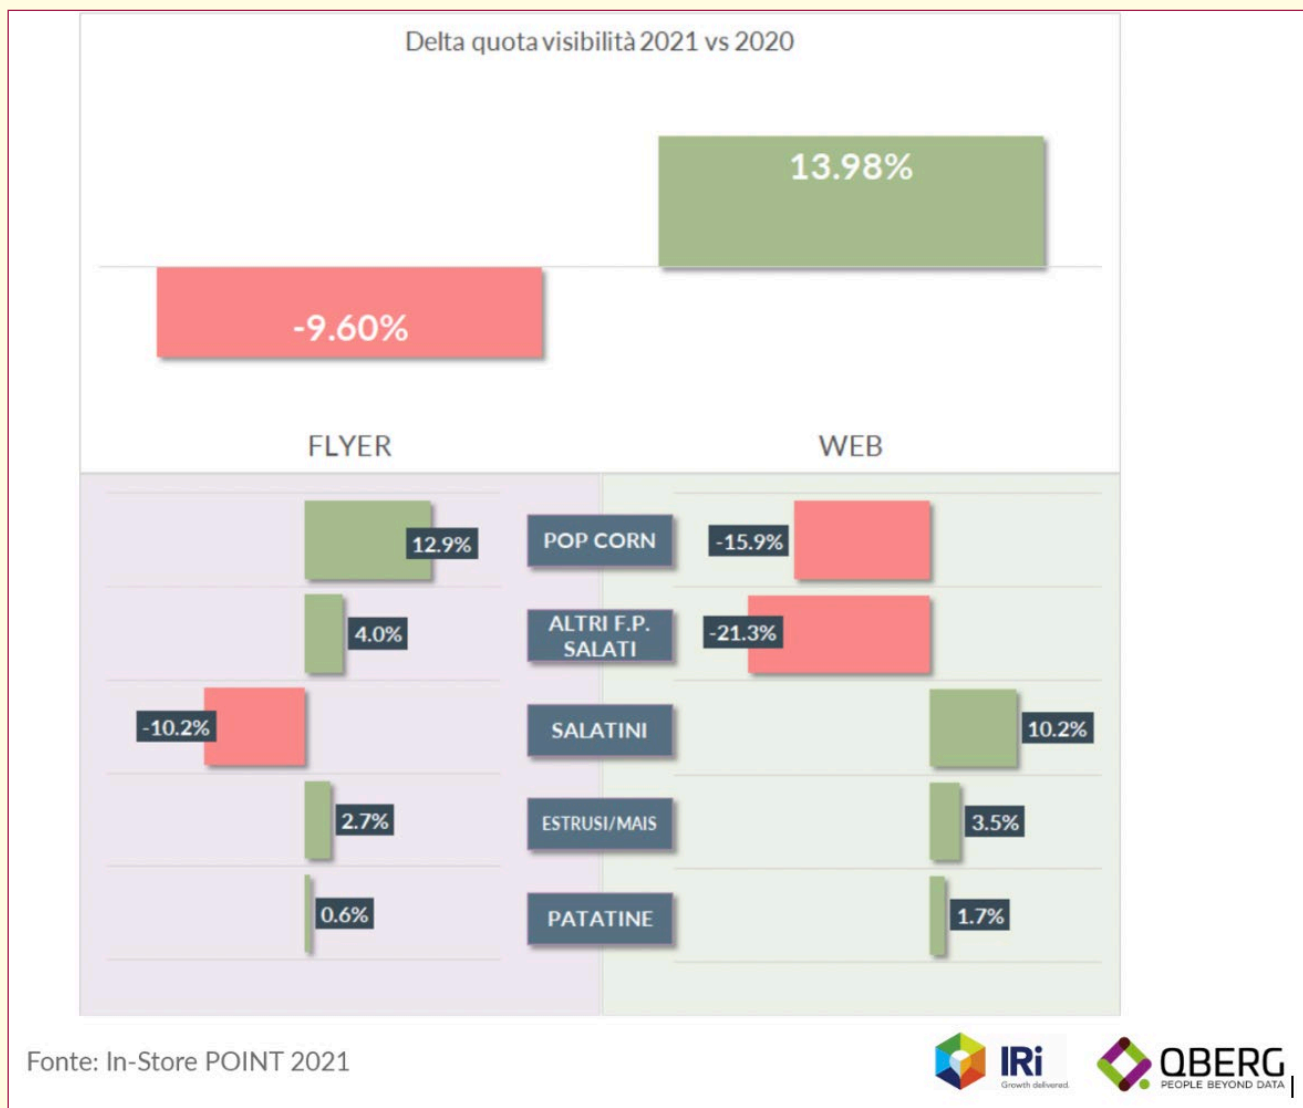 Delta quota visibilità 2021 vs 2020
13.98%
-9.60%
FLYER
WEB
12.9%
POP CORN
-15.9%
4.0%
ALTRI F.P.
SALATI
-21.3%
-10.2%
SALATINI
10.2%
2.7%
ESTRUSI/MAIS
3.5%
0.6%
PATATINE
1.7%
Fonte: In-Store POINT 2021
IRi
Growth delivered.
QBERG
PEOPLE BEYOND DATA